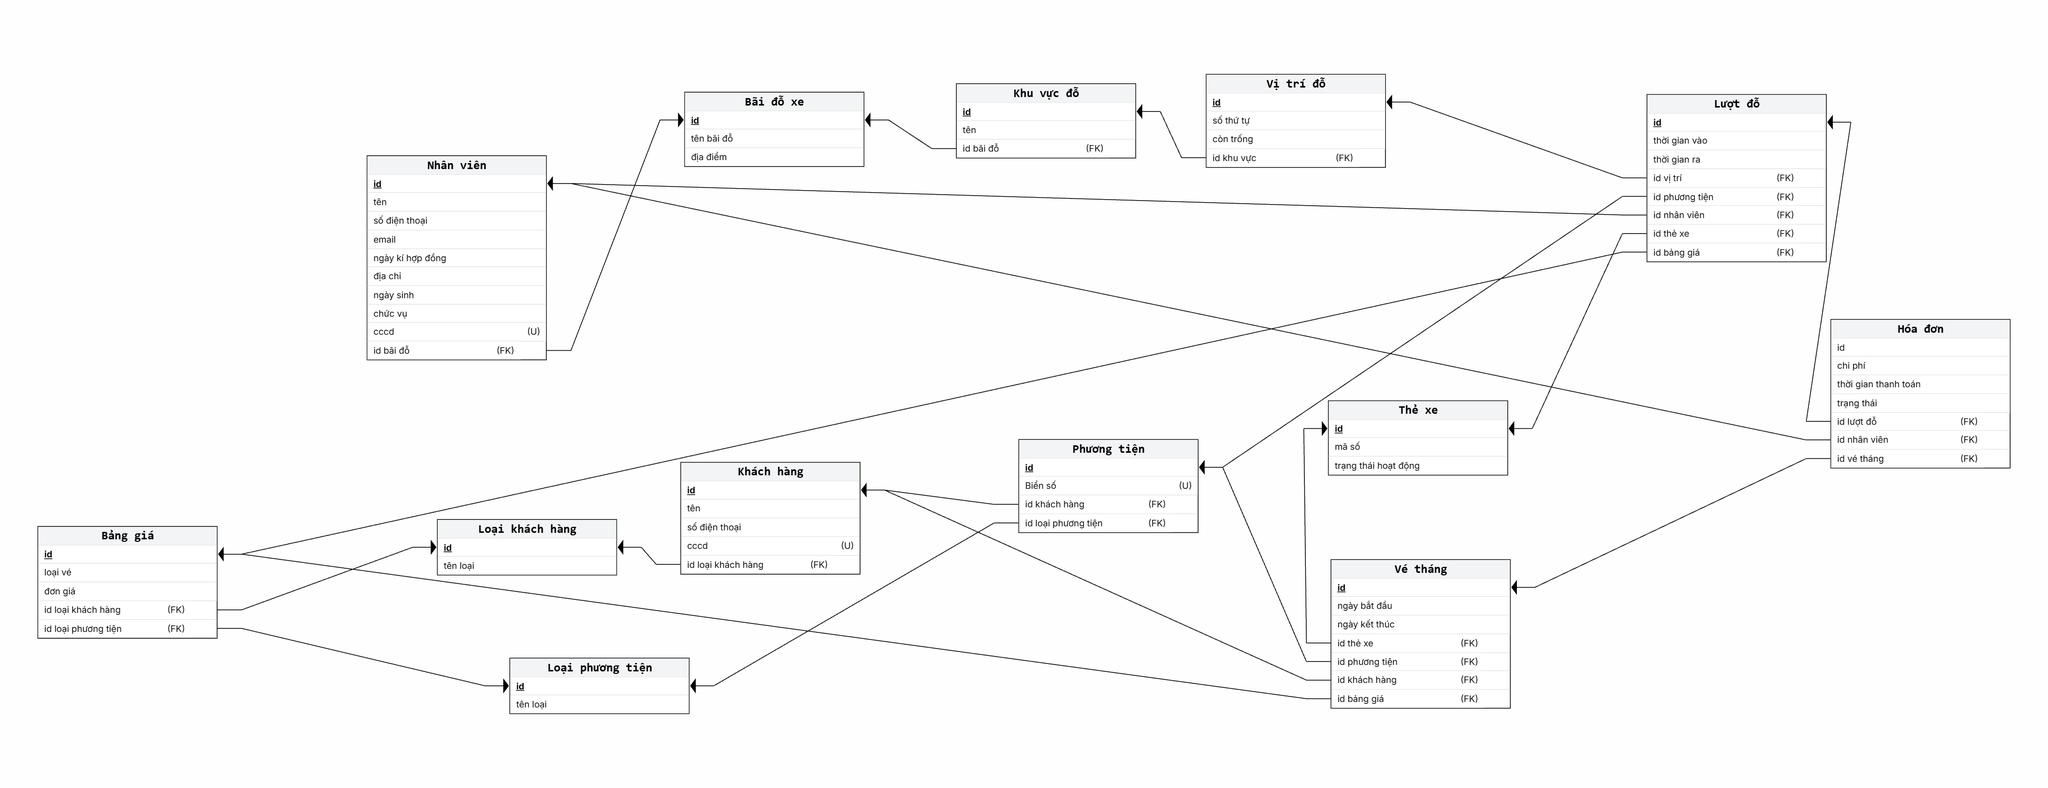 Nhân viên
id
tên
số điện thoại
email
ngày kí hợp đồng
địa chỉ
ngày sinh
chức vụ
cccd (U)
id bãi đỗ (FK)
Bãi đỗ xe
id
tên bãi đỗ
địa điểm
Khu vực đỗ
id
tên
id bãi đỗ (FK)
Vị trí đỗ
id
số thứ tự
còn trống
id khu vực (FK)
Lượt đỗ
id
thời gian vào
thời gian ra
id vị trí (FK)
id phương tiện (FK)
id nhân viên (FK)
id thẻ xe (FK)
id bảng giá (FK)
Hóa đơn
id
chi phí
thời gian thanh toán
trạng thái
id lượt đỗ (FK)
id nhân viên (FK)
id vé tháng (FK)
Bảng giá
id
loại vé
đơn giá
id loại khách hàng (FK)
id loại phương tiện (FK)
Loại khách hàng
id
tên loại
Khách hàng
id
tên
số điện thoại
cccd (U)
id loại khách hàng (FK)
Phương tiện
id
Biển số (U)
id khách hàng (FK)
id loại phương tiện (FK)
Thẻ xe
id
mã số
trạng thái hoạt động
Loại phương tiện
id
tên loại
Vé tháng
id
ngày bắt đầu
ngày kết thúc
id thẻ xe (FK)
id phương tiện (FK)
id khách hàng (FK)
id bảng giá (FK)